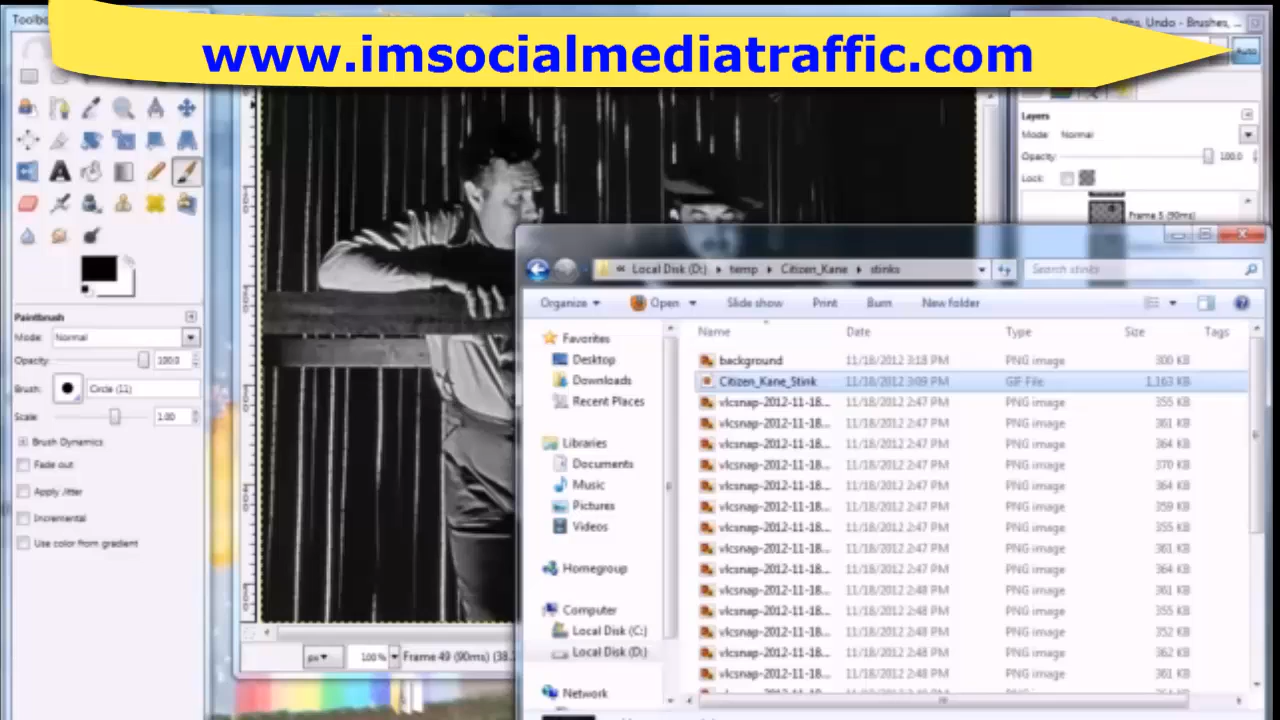 www.imsocialmediatraffic.com
Undo - Brushes, ...
Auto
Layers
Mode: Normal
Opacity: 100.0
Lock:
Frame 5 (90ms)
Paintbrush
Mode: Normal
Opacity: 100.0
Brush: Circle (11)
Scale: 1.00
Brush Dynamics
Fade out
Apply Jitter
Incremental
Use color from gradient
px 100% Frame 49 (90ms)
« Local Disk (D:) temp Citizen_Kane stinks
Search stinks
Organize Open Slide show Print Burn New folder
Favorites
Desktop
Downloads
Recent Places
Libraries
Documents
Music
Pictures
Videos
Homegroup
Computer
Local Disk (C:)
Local Disk (D:)
Network
Name Date Type Size Tags
background 11/18/2012 3:18 PM PNG image 300 KB
Citizen_Kane_Stink 11/18/2012 3:09 PM GIF File 1,163 KB
vlcsnap-2012-11-18... 11/18/2012 2:47 PM PNG image 355 KB
vlcsnap-2012-11-18... 11/18/2012 2:47 PM PNG image 361 KB
vlcsnap-2012-11-18... 11/18/2012 2:47 PM PNG image 364 KB
vlcsnap-2012-11-18... 11/18/2012 2:47 PM PNG image 370 KB
vlcsnap-2012-11-18... 11/18/2012 2:47 PM PNG image 364 KB
vlcsnap-2012-11-18... 11/18/2012 2:47 PM PNG image 359 KB
vlcsnap-2012-11-18... 11/18/2012 2:47 PM PNG image 355 KB
vlcsnap-2012-11-18... 11/18/2012 2:47 PM PNG image 361 KB
vlcsnap-2012-11-18... 11/18/2012 2:47 PM PNG image 364 KB
vlcsnap-2012-11-18... 11/18/2012 2:48 PM PNG image 361 KB
vlcsnap-2012-11-18... 11/18/2012 2:48 PM PNG image 355 KB
vlcsnap-2012-11-18... 11/18/2012 2:48 PM PNG image 352 KB
vlcsnap-2012-11-18... 11/18/2012 2:48 PM PNG image 362 KB
vlcsnap-2012-11-18... 11/18/2012 2:48 PM PNG image 361 KB